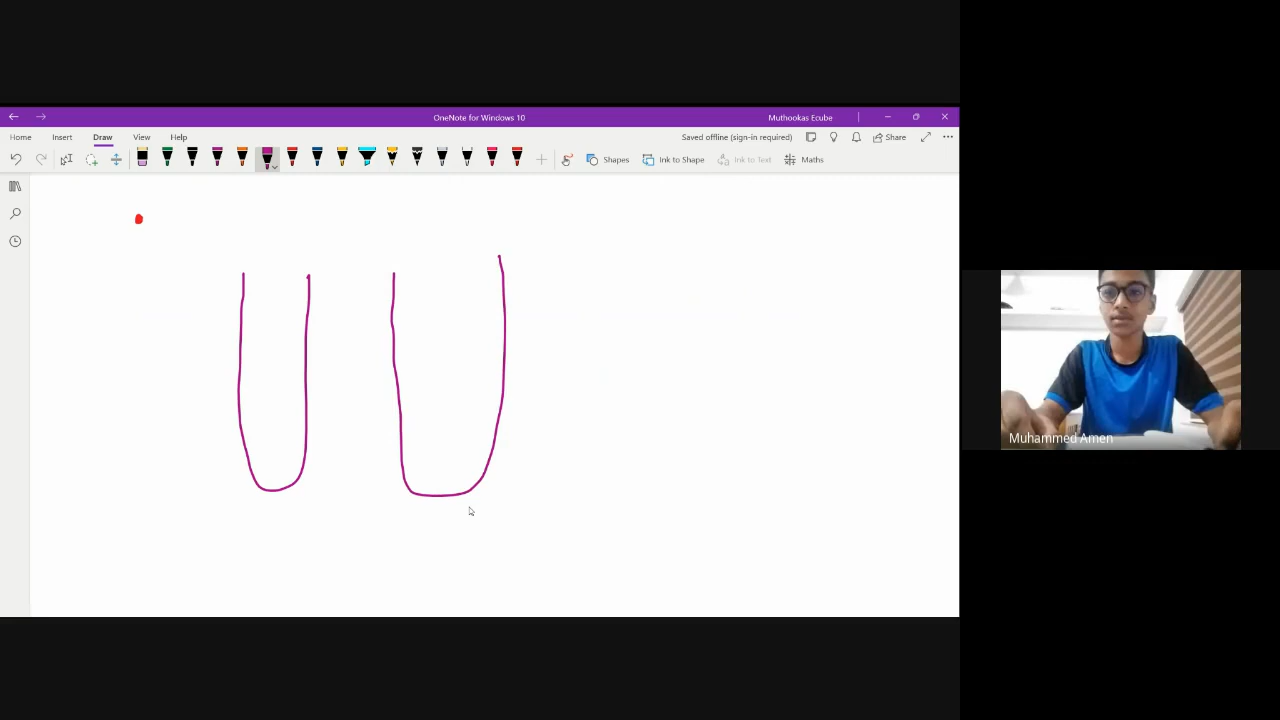 OneNote for Windows 10
Muthookas Ecube
Home Insert Draw View Help
Saved offline (sign-in required)
Share
Shapes
Ink to Shape
Ink to Text
Maths
Muhammed Amen